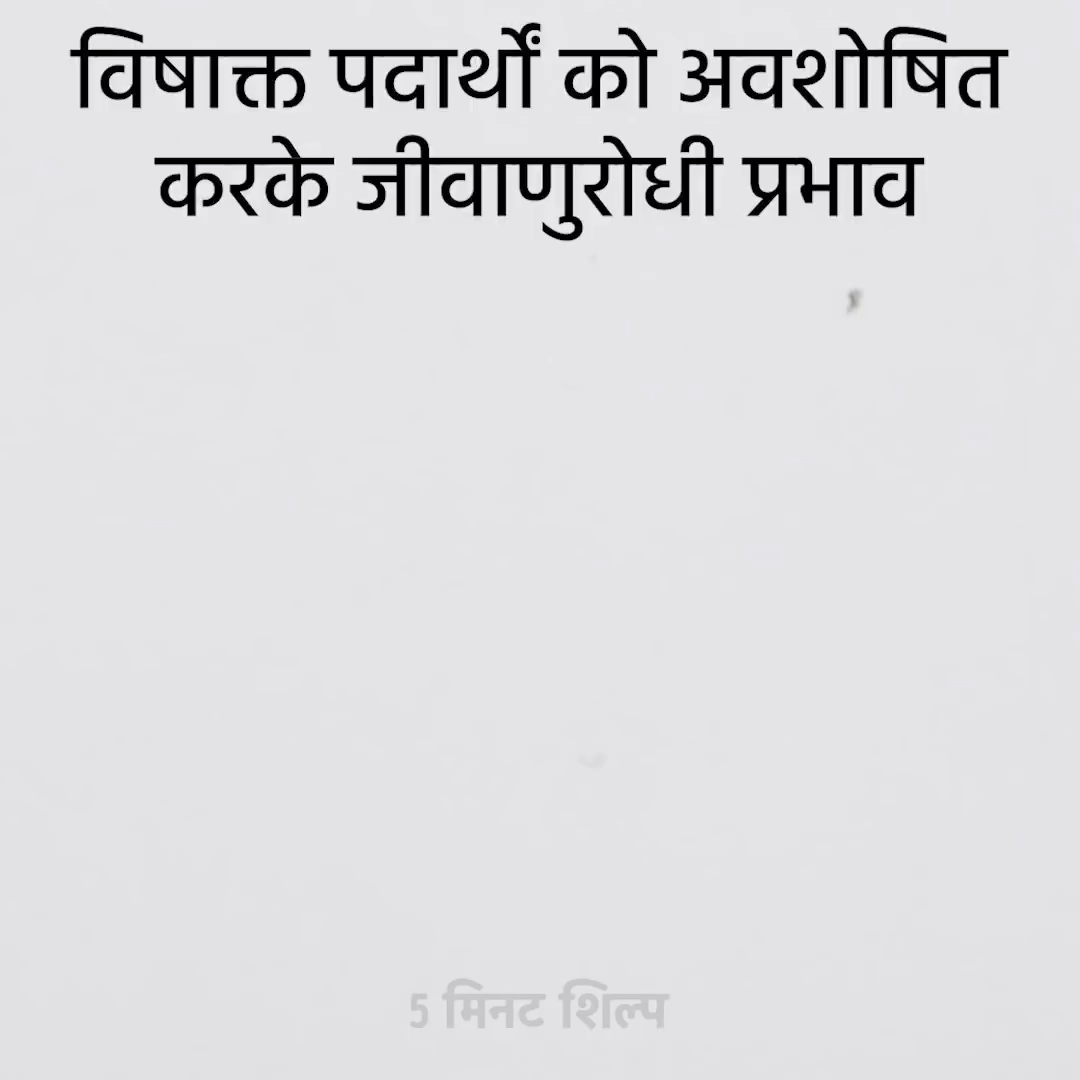 विषाक्त पदार्थों को अवशोषित
करके जीवाणुरोधी प्रभाव
5 मिनट शिल्प